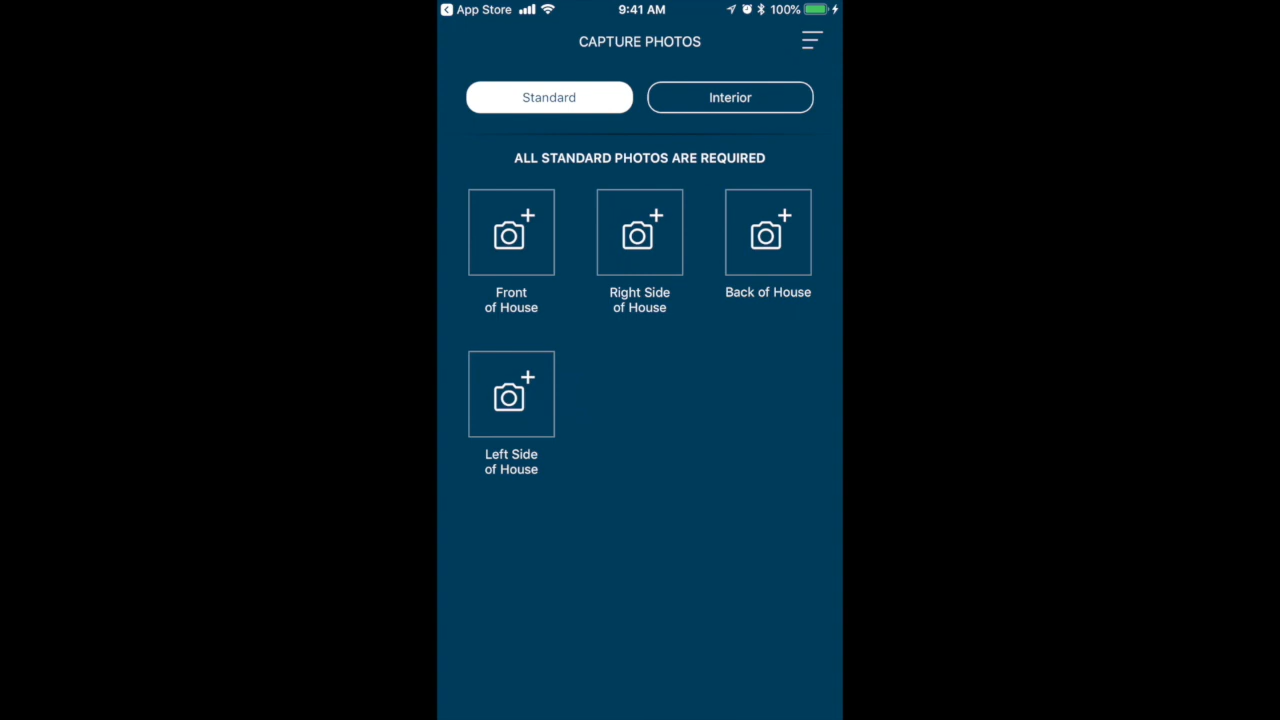 App Store 9:41 AM 100%
CAPTURE PHOTOS
Standard Interior
ALL STANDARD PHOTOS ARE REQUIRED
Front
of House
Right Side
of House
Back of House
Left Side
of House